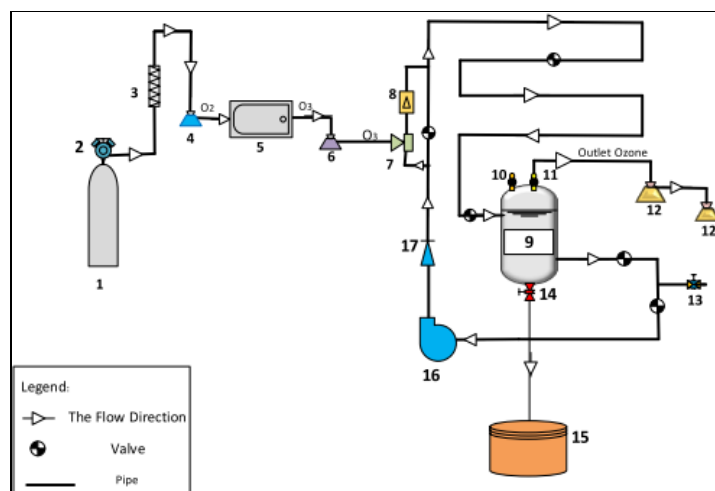 3
8
2
O2
O3
4
5
6
O3
7
10
11
Outlet Ozone
12
12
9
17
1
14
13
16
15
Legend:
The Flow Direction
Valve
Pipe